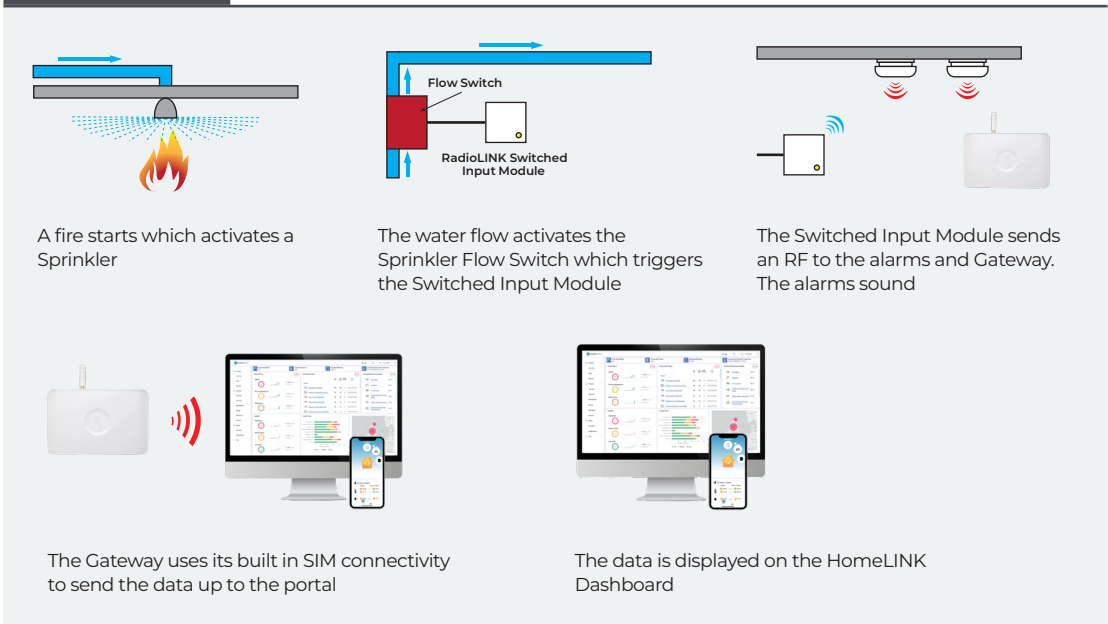 Flow Switch
RadioLINK Switched
Input Module
A fire starts which activates a
Sprinkler
The water flow activates the
Sprinkler Flow Switch which triggers
the Switched Input Module
The Switched Input Module sends
an RF to the alarms and Gateway.
The alarms sound
The Gateway uses its built in SIM connectivity
to send the data up to the portal
The data is displayed on the HomeLINK
Dashboard